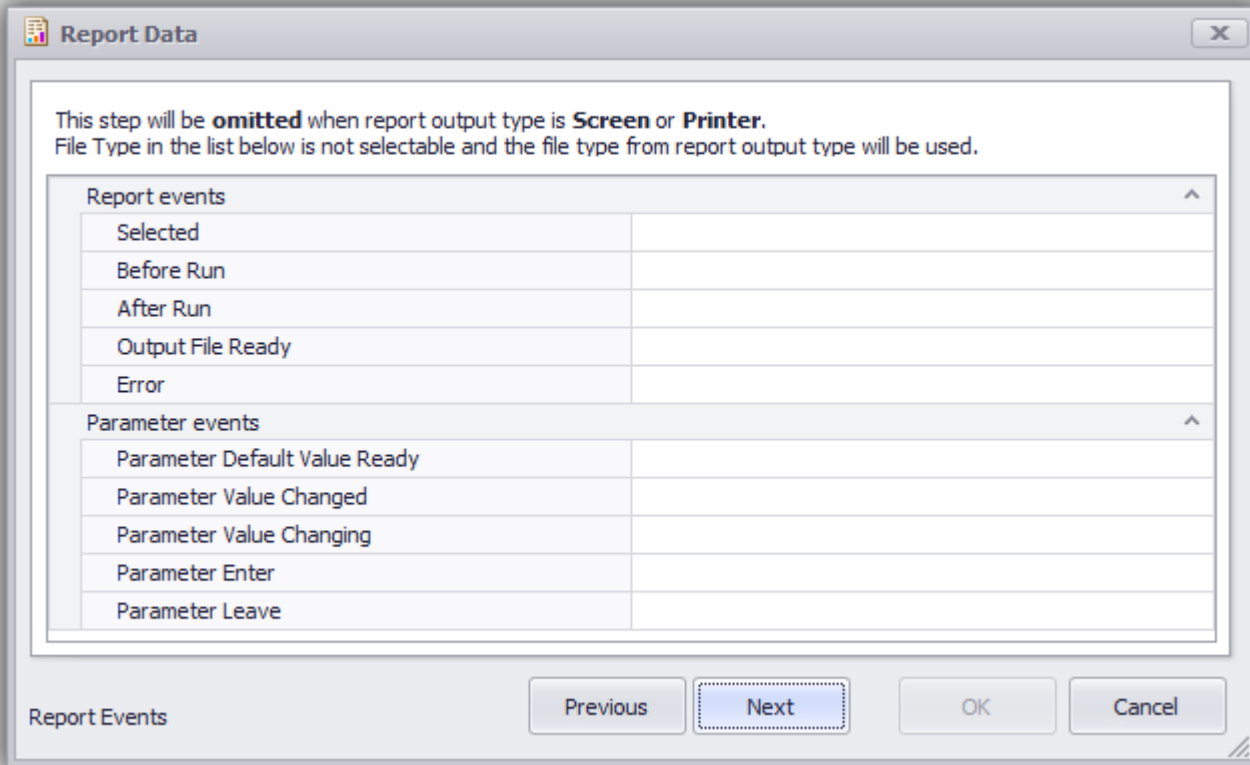 Report Data
This step will be omitted when report output type is Screen or Printer.
File Type in the list below is not selectable and the file type from report output type will be used.
Report events
Selected
Before Run
After Run
Output File Ready
Error
Parameter events
Parameter Default Value Ready
Parameter Value Changed
Parameter Value Changing
Parameter Enter
Parameter Leave
Report Events
Previous
Next
OK
Cancel